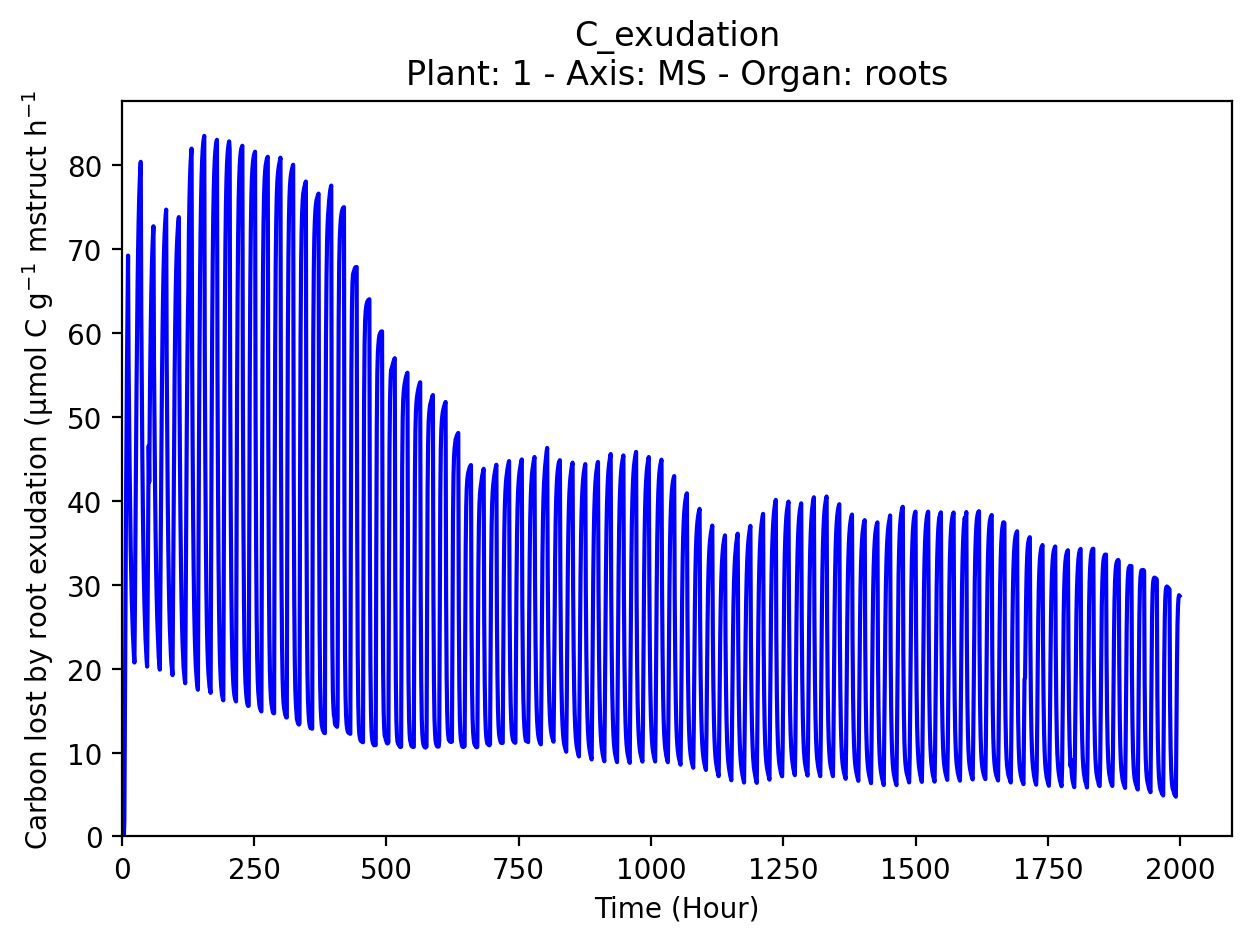 C_exudation
Plant: 1 - Axis: MS - Organ: roots
Carbon lost by root exudation (µmol C g⁻¹ mstruct h⁻¹
80
70
60
50
40
30
20
10
0
0 250 500 750 1000 1250 1500 1750 2000
Time (Hour)